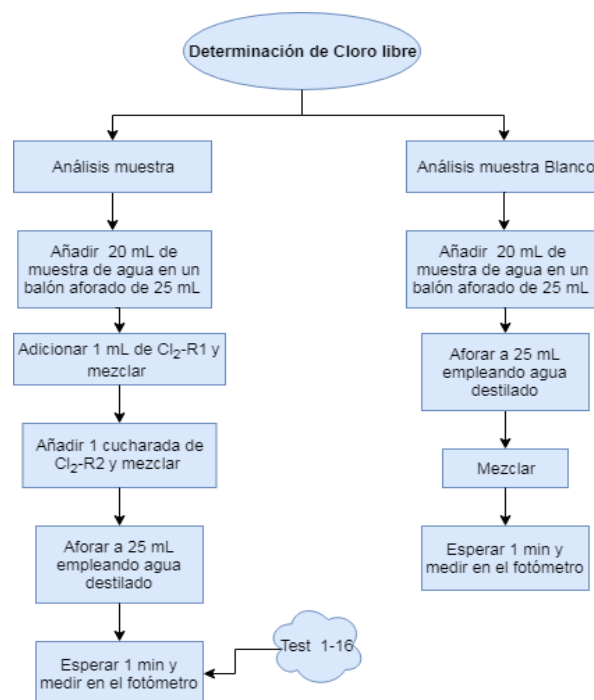 Determinación de Cloro libre
Análisis muestra
Añadir 20 mL de
muestra de agua en un
balón aforado de 25 mL
Adicionar 1 mL de Cl₂-R1 y
mezclar
Añadir 1 cucharada de
Cl₂-R2 y mezclar
Aforar a 25 mL
empleando agua
destilado
Esperar 1 min y
medir en el fotómetro
Test 1-16
Análisis muestra Blanco
Añadir 20 mL de
muestra de agua en un
balón aforado de 25 mL
Aforar a 25 mL
empleando agua
destilado
Mezclar
Esperar 1 min y
medir en el fotómetro